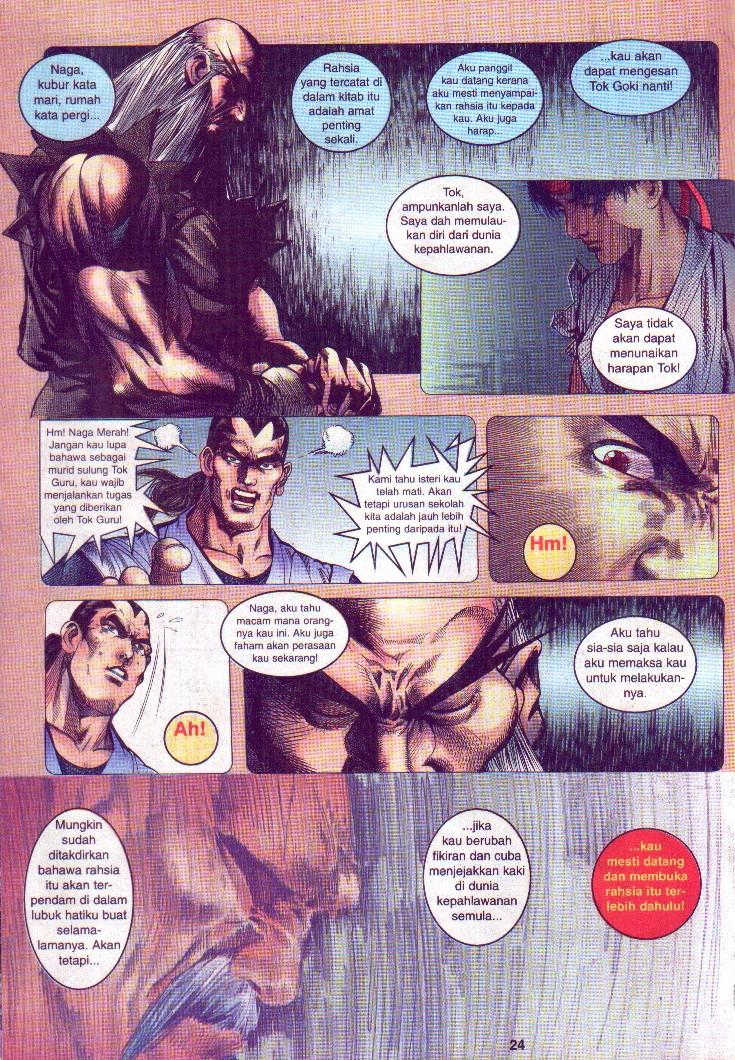 Naga,
kubur kata
mari, rumah
kata pergi...
Rahsia
yang tercatat di
dalam kitab itu
adalah amat
penting
sekali.
Aku panggil
kau datang kerana
aku mesti menyampai-
kan rahsia itu kepada
kau. Aku juga
harap...
...kau akan
dapat mengesan
Tok Goki nanti!
Tok,
ampunkanlah saya.
Saya dah memulau-
kan diri dari dunia
kepahlawanan.
Saya tidak
akan dapat
menunaikan
harapan Tok!
Hm! Naga Merah!
Jangan kau lupa
bahawa sebagai
murid sulung Tok
Guru, kau wajib
menjalankan tugas
yang diberikan
oleh Tok Guru!
Kami tahu isteri kau
telah mati. Akan
tetapi urusan sekolah
kita adalah jauh lebih
penting daripada itu!
Hm!
Ah!
Naga, aku tahu
macam mana orang-
nya kau ini. Aku juga
faham akan perasaan
kau sekarang!
Aku tahu
sia-sia saja kalau
aku memaksa kau
untuk melakukan-
nya.
Mungkin
sudah
ditakdirkan
bahawa rahsia
itu akan ter-
pendam di dalam
lubuk hatiku buat
selama-
lamanya. Akan
tetapi...
...jika
kau berubah
fikiran dan cuba
menjejakkan kaki
di dunia
kepahlawanan
semula...
...kau
mesti datang
dan membuka
rahsia itu ter-
lebih dahulu!
24